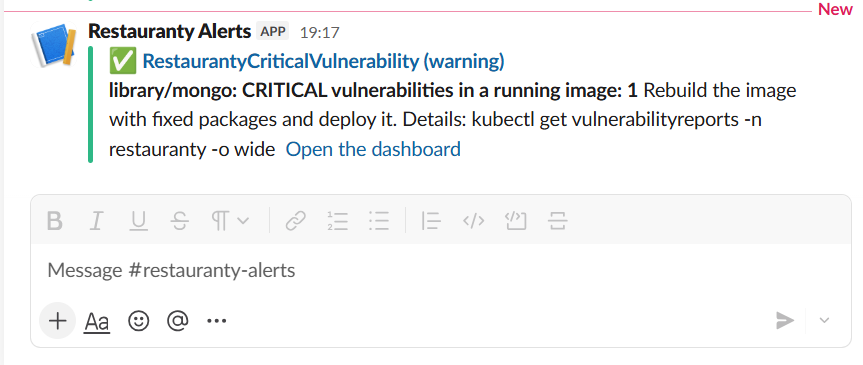 New
Restauranty Alerts APP 19:17
✅ RestaurantyCriticalVulnerability (warning)
library/mongo: CRITICAL vulnerabilities in a running image: 1 Rebuild the image
with fixed packages and deploy it. Details: kubectl get vulnerabilityreports -n
restauranty -o wide Open the dashboard
B I U S ¶
Message #restauranty-alerts
+ Aa @